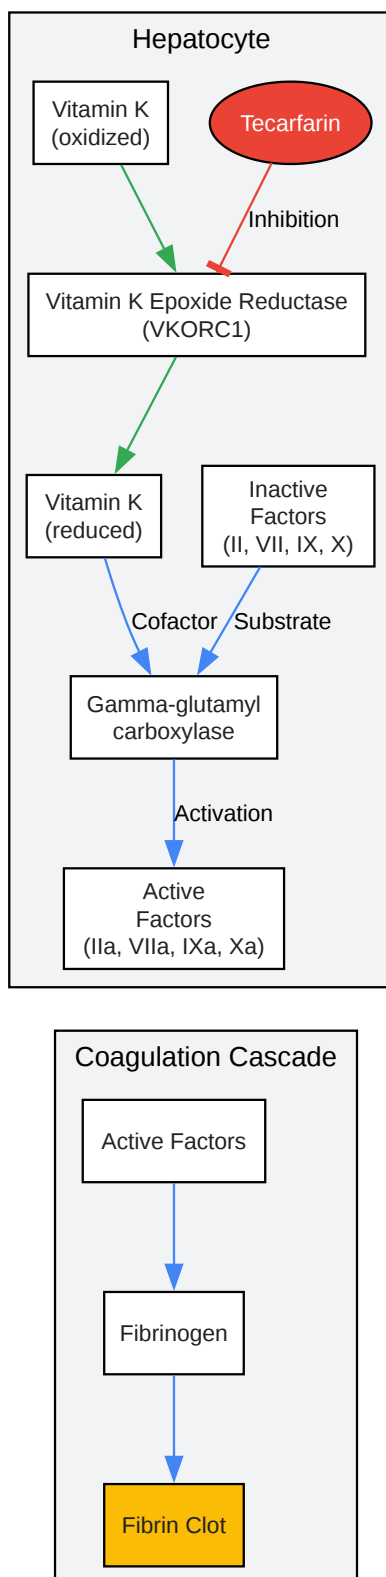 Hepatocyte
Vitamin K
(oxidized)
Tecarfarin
Inhibition
Vitamin K Epoxide Reductase
(VKORC1)
Vitamin K
(reduced)
Inactive
Factors
(II, VII, IX, X)
Cofactor
Substrate
Gamma-glutamyl
carboxylase
Activation
Active
Factors
(IIa, VIIa, IXa, Xa)
Coagulation Cascade
Active Factors
Fibrinogen
Fibrin Clot